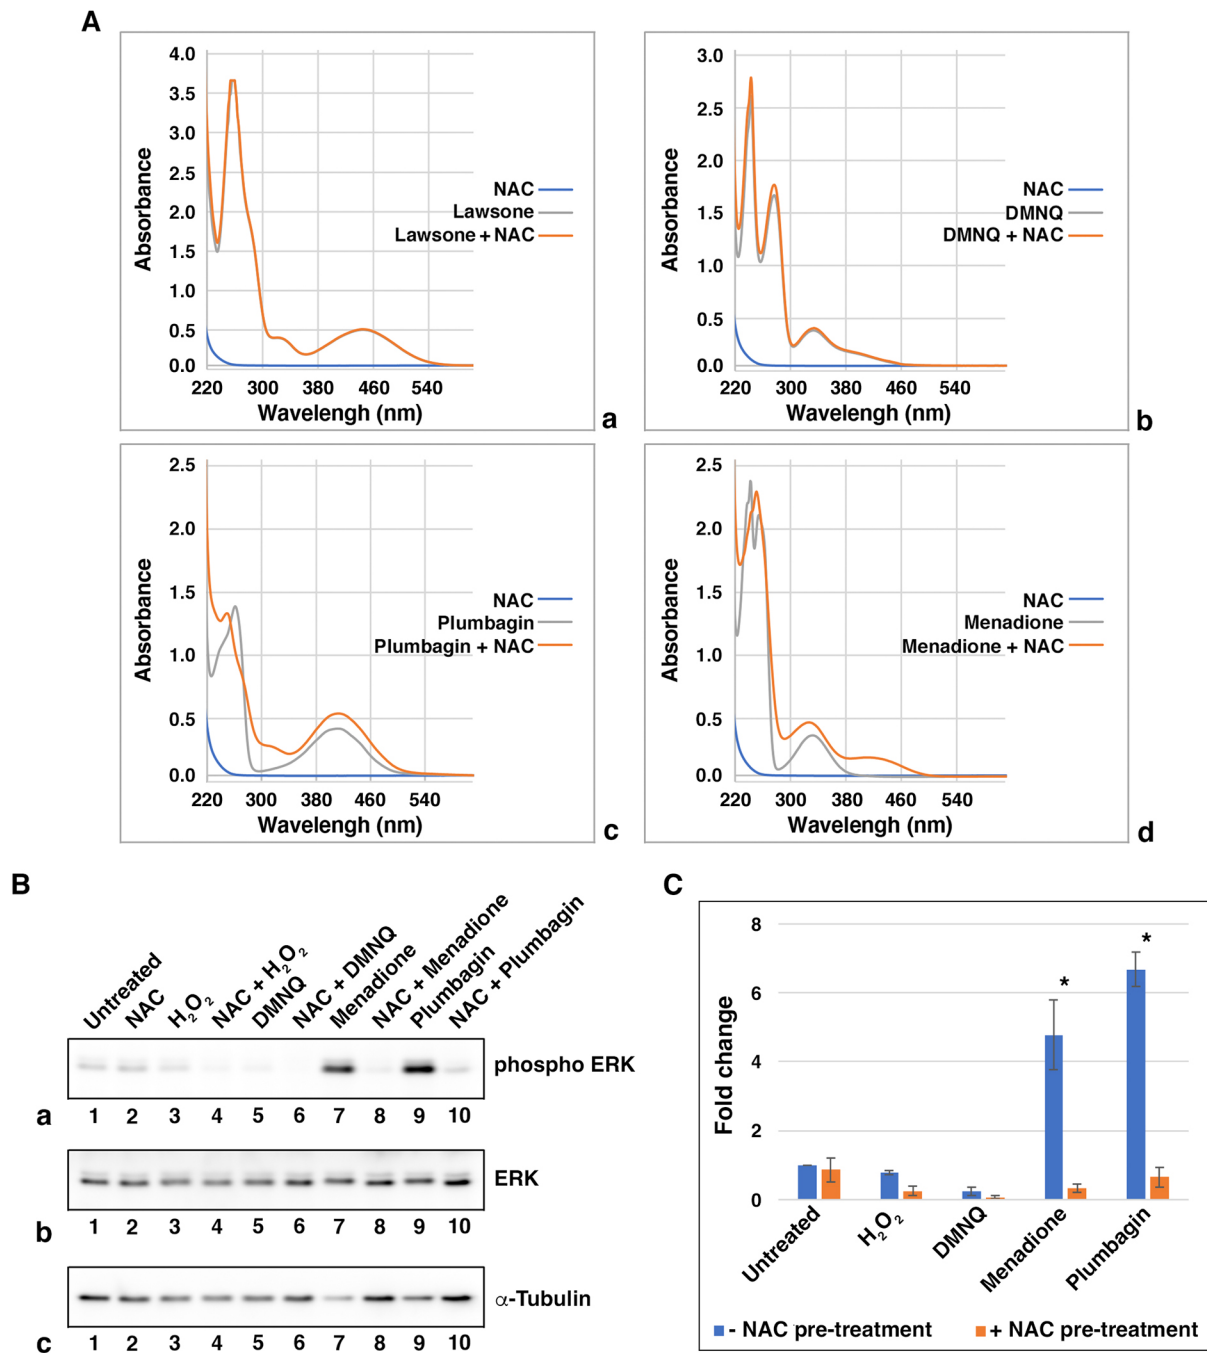 A
4.0
3.5
3.0
2.5
2.0
1.5
1.0
0.5
0.0
Absorbance
NAC
Lawsone
Lawsone + NAC
220 300 380 460 540
Wavelengh (nm)
a
3.0
2.5
2.0
1.5
1.0
0.5
0.0
Absorbance
NAC
DMNQ
DMNQ + NAC
220 300 380 460 540
Wavelengh (nm)
b
2.5
2.0
1.5
1.0
0.5
0.0
Absorbance
NAC
Plumbagin
Plumbagin + NAC
220 300 380 460 540
Wavelengh (nm)
c
2.5
2.0
1.5
1.0
0.5
0.0
Absorbance
NAC
Menadione
Menadione + NAC
220 300 380 460 540
Wavelengh (nm)
d
B
Untreated
NAC
H₂O₂
NAC + H₂O₂
DMNQ
NAC + DMNQ
Menadione
NAC + Menadione
Plumbagin
NAC + Plumbagin
phospho ERK
a 1 2 3 4 5 6 7 8 9 10
ERK
b 1 2 3 4 5 6 7 8 9 10
α-Tubulin
c 1 2 3 4 5 6 7 8 9 10
C
8
6
4
2
0
Fold change
*
*
Untreated
H₂O₂
DMNQ
Menadione
Plumbagin
- NAC pre-treatment + NAC pre-treatment